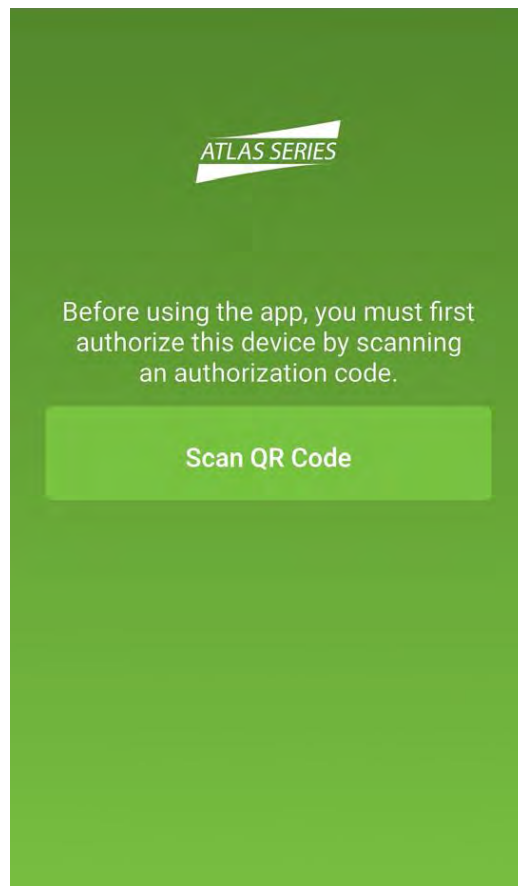 ATLAS SERIES
Before using the app, you must first
authorize this device by scanning
an authorization code.
Scan QR Code